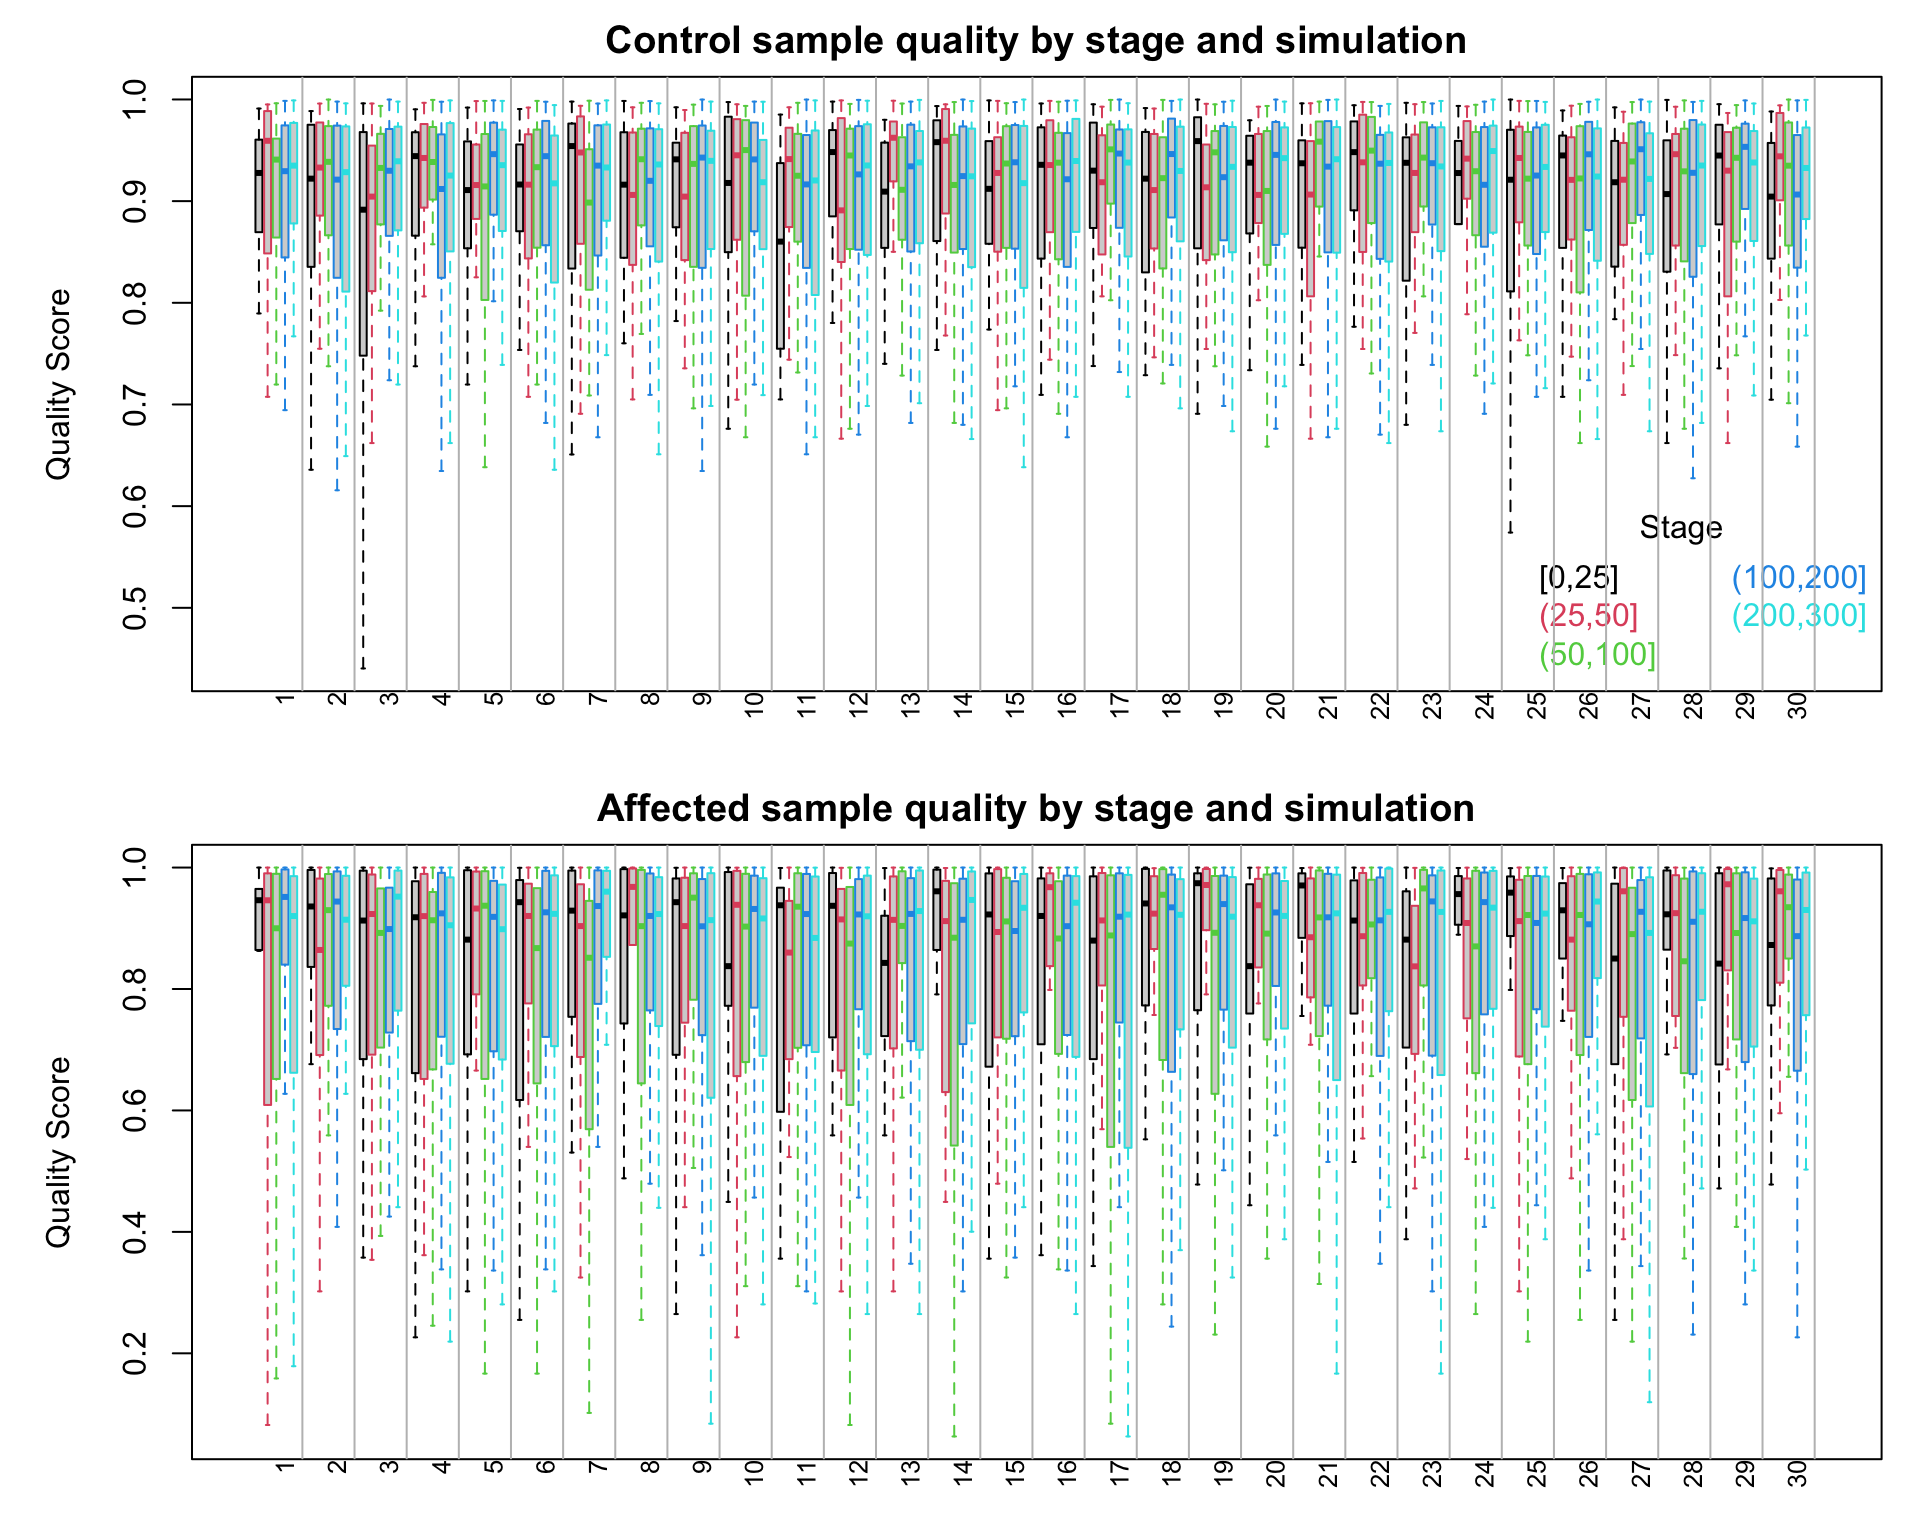 Control sample quality by stage and simulation
1.0
0.9
0.8
0.7
0.6
0.5
Quality Score
Stage
[0,25] (100,200]
(25,50] (200,300]
(50,100]
1 2 3 4 5 6 7 8 9 10 11 12 13 14 15 16 17 18 19 20 21 22 23 24 25 26 27 28 29 30
Affected sample quality by stage and simulation
1.0
0.8
0.6
0.4
0.2
Quality Score
1 2 3 4 5 6 7 8 9 10 11 12 13 14 15 16 17 18 19 20 21 22 23 24 25 26 27 28 29 30